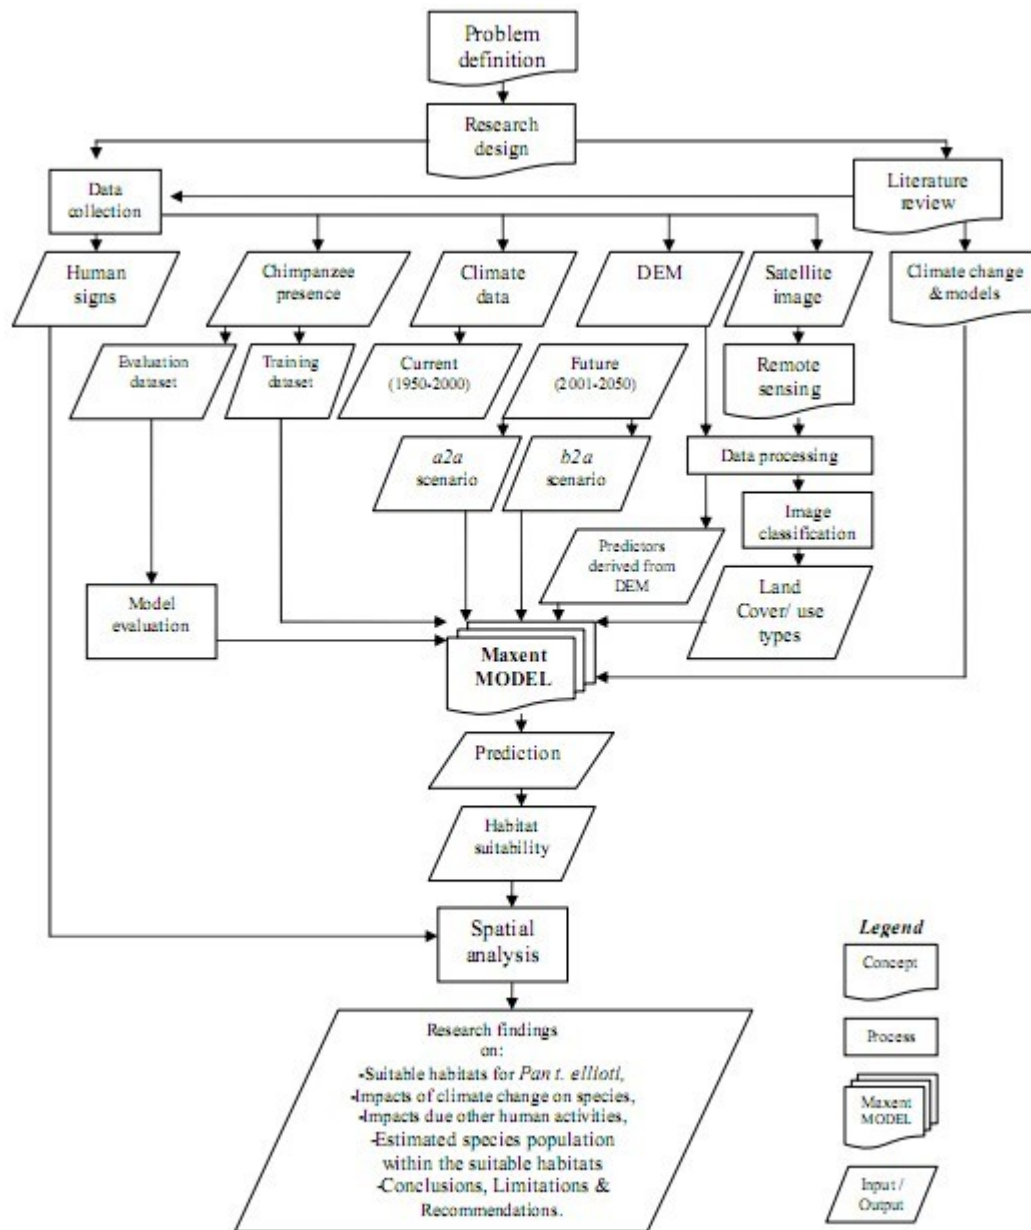 Problem
definition
Research
design
Data
collection
Literature
review
Human
signs
Chimpanzee
presence
Climate
data
DEM
Satellite
image
Climate change
& models
Evaluation
dataset
Training
dataset
Current
(1950-2000)
Future
(2001-2050)
Remote
sensing
a2a
scenario
b2a
scenario
Data processing
Image
classification
Predictors
derived from
DEM
Land
Cover/ use
types
Model
evaluation
Maxent
MODEL
Prediction
Habitat
suitability
Spatial
analysis
Research findings
on:
-Suitable habitats for Pan t. ellioti,
-Impacts of climate change on species,
-Impacts due other human activities,
-Estimated species population
within the suitable habitats
-Conclusions, Limitations &
Recommendations.
Legend
Concept
Process
Maxent
MODEL
Input /
Output